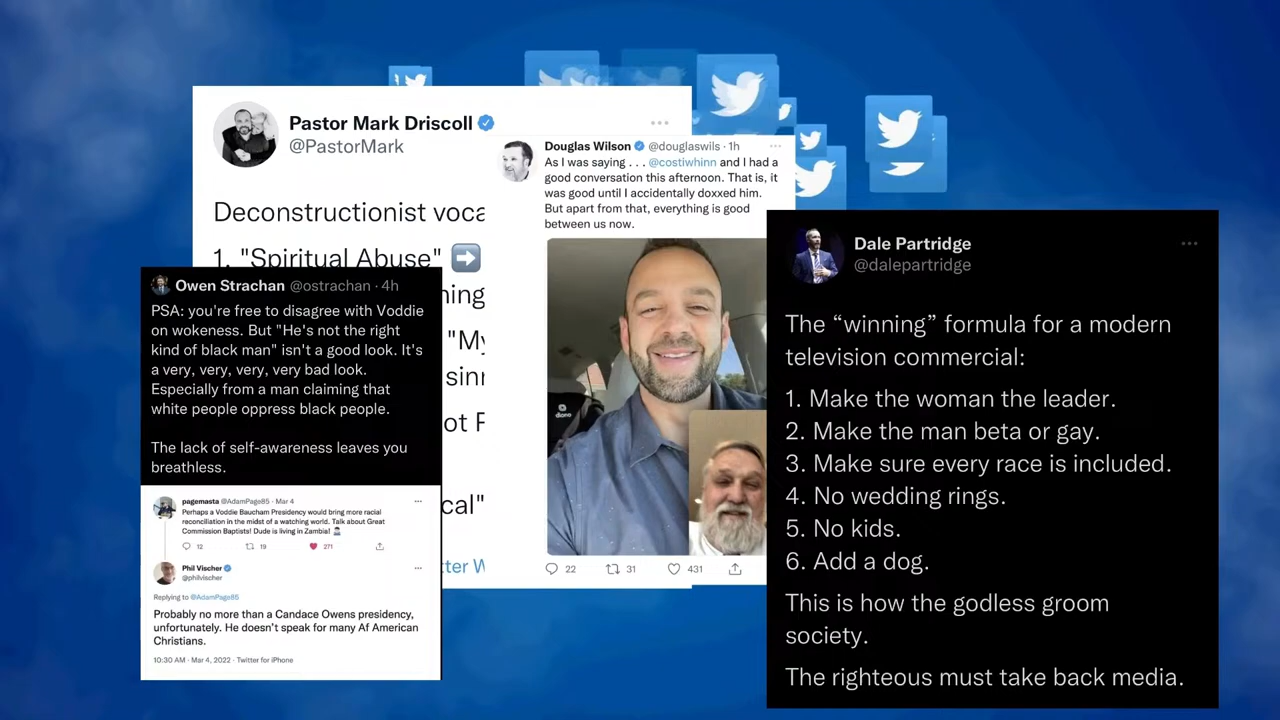 Pastor Mark Driscoll
@PastorMark
Deconstructionist voca
1. "Spiritual Abuse" ➡️
ning
"My
sinr
ot F
cal"
tter W
Douglas Wilson @douglaswils · 1h
As I was saying . . . @costiwhinn and I had a
good conversation this afternoon. That is, it
was good until I accidentally doxxed him.
But apart from that, everything is good
between us now.
22 31 431
Owen Strachan @ostrachan · 4h
PSA: you're free to disagree with Voddie
on wokeness. But "He's not the right
kind of black man" isn't a good look. It's
a very, very, very, very bad look.
Especially from a man claiming that
white people oppress black people.
The lack of self-awareness leaves you
breathless.
pagemasta @AdamPage85 · Mar 4
Perhaps a Voddie Baucham Presidency would bring more racial
reconciliation in the midst of a watching world. Talk about Great
Commission Baptists! Dude is living in Zambia!
12 19 271
Phil Vischer
@philvischer
Replying to @AdamPage85
Probably no more than a Candace Owens presidency,
unfortunately. He doesn't speak for many Af American
Christians.
10:30 AM · Mar 4, 2022 · Twitter for iPhone
Dale Partridge
@dalepartridge
The “winning” formula for a modern
television commercial:
1. Make the woman the leader.
2. Make the man beta or gay.
3. Make sure every race is included.
4. No wedding rings.
5. No kids.
6. Add a dog.
This is how the godless groom
society.
The righteous must take back media.